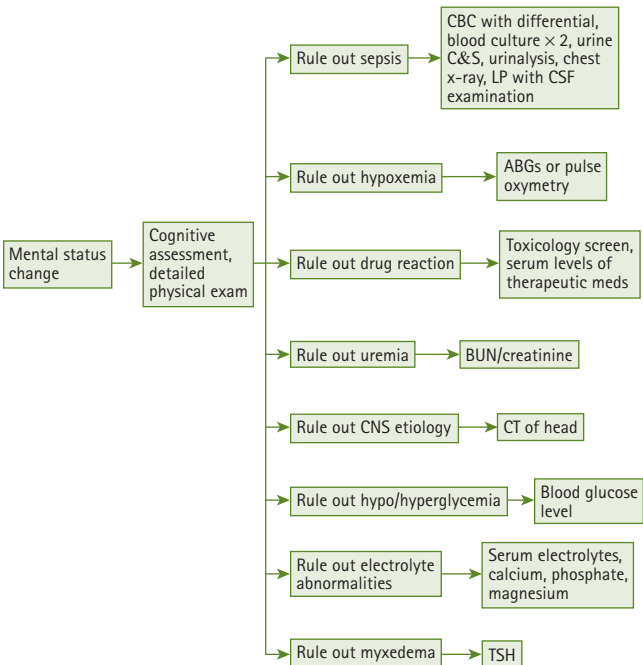 Mental status
change
Cognitive
assessment,
detailed
physical exam
Rule out sepsis
CBC with differential,
blood culture × 2, urine
C&S, urinalysis, chest
x-ray, LP with CSF
examination
Rule out hypoxemia
ABGs or pulse
oxymetry
Rule out drug reaction
Toxicology screen,
serum levels of
therapeutic meds
Rule out uremia
BUN/creatinine
Rule out CNS etiology
CT of head
Rule out hypo/hyperglycemia
Blood glucose
level
Rule out electrolyte
abnormalities
Serum electrolytes,
calcium, phosphate,
magnesium
Rule out myxedema
TSH